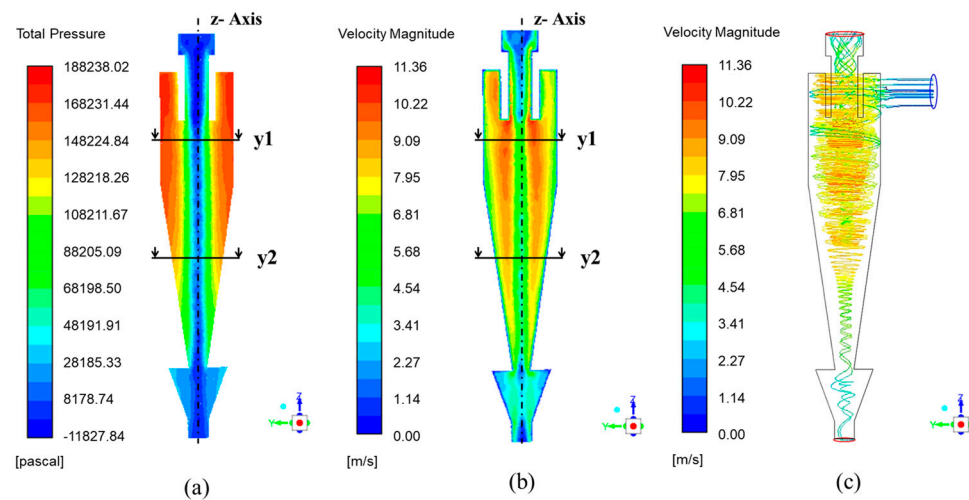 z- Axis
Total Pressure
188238.02
168231.44
148224.84
128218.26
108211.67
88205.09
68198.50
48191.91
28185.33
8178.74
-11827.84
[pascal]
y1
y2
Z
Y
(a)
z- Axis
Velocity Magnitude
11.36
10.22
9.09
7.95
6.81
5.68
4.54
3.41
2.27
1.14
0.00
[m/s]
y1
y2
Z
Y
(b)
Velocity Magnitude
11.36
10.22
9.09
7.95
6.81
5.68
4.54
3.41
2.27
1.14
0.00
[m/s]
Z
Y
(c)